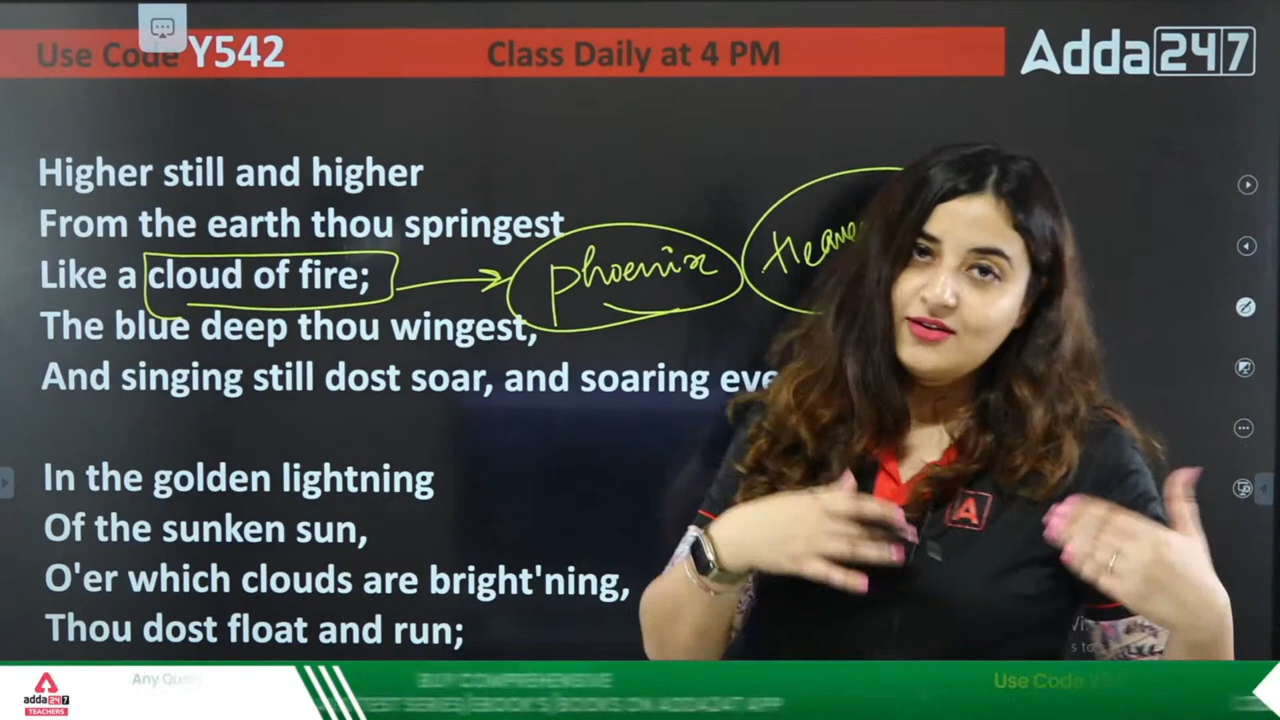 Use Code Y542
Class Daily at 4 PM
Adda247
Higher still and higher
From the earth thou springest
Like a cloud of fire;
phoenix
The blue deep thou wingest,
And singing still dost soar, and soaring eve
In the golden lightning
Of the sunken sun,
O'er which clouds are bright'ning,
Thou dost float and run;
A
Any Que
Use Code Y5
adda247
TEACHERS